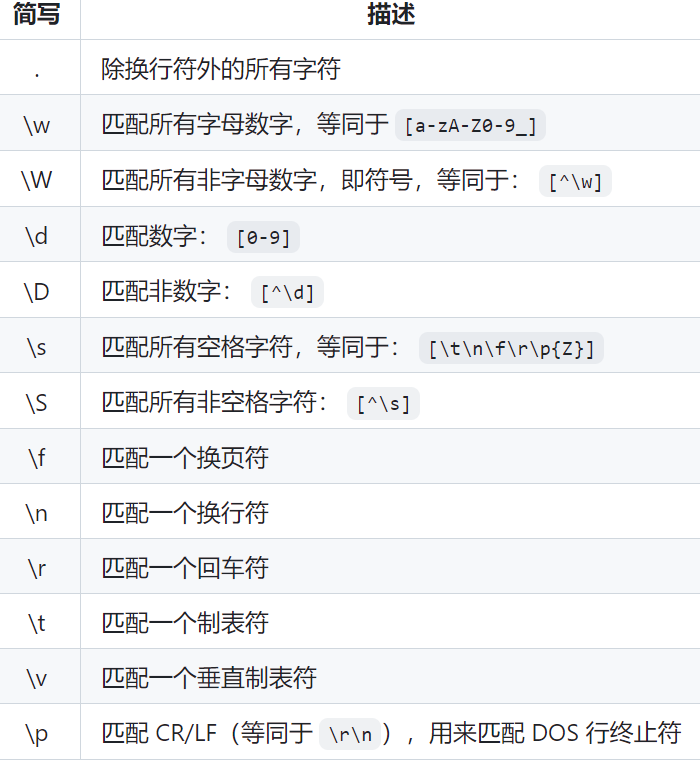 简写 描述
. 除换行符外的所有字符
\w 匹配所有字母数字，等同于 [a-zA-Z0-9_]
\W 匹配所有非字母数字，即符号，等同于： [^\w]
\d 匹配数字： [0-9]
\D 匹配非数字： [^\d]
\s 匹配所有空格字符，等同于： [\t\n\f\r\p{Z}]
\S 匹配所有非空格字符： [^\s]
\f 匹配一个换页符
\n 匹配一个换行符
\r 匹配一个回车符
\t 匹配一个制表符
\v 匹配一个垂直制表符
\p 匹配 CR/LF（等同于 \r\n），用来匹配 DOS 行终止符